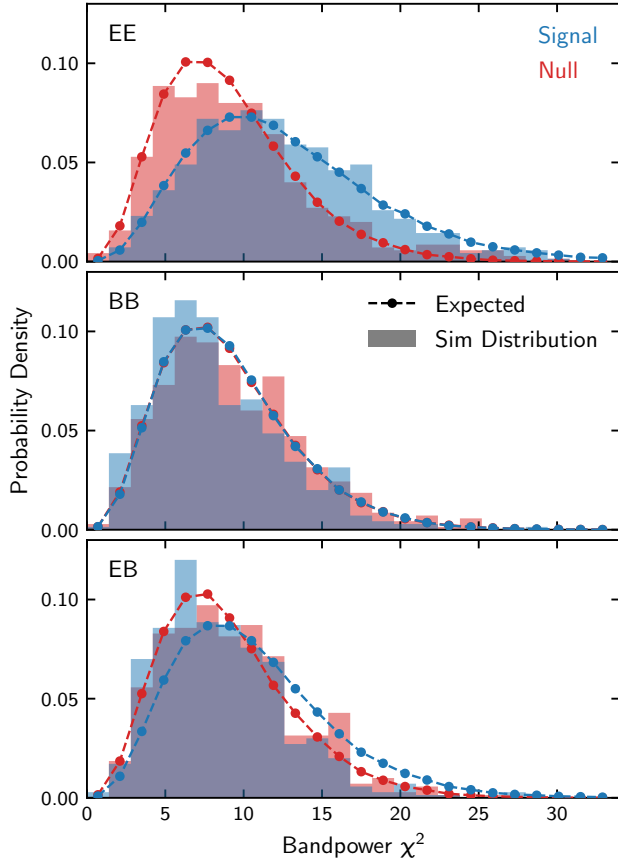 EE
Signal
Null
0.10
0.05
0.00
BB
Expected
Sim Distribution
0.10
0.05
0.00
Probability Density
EB
0.10
0.05
0.00
0 5 10 15 20 25 30
Bandpower χ²